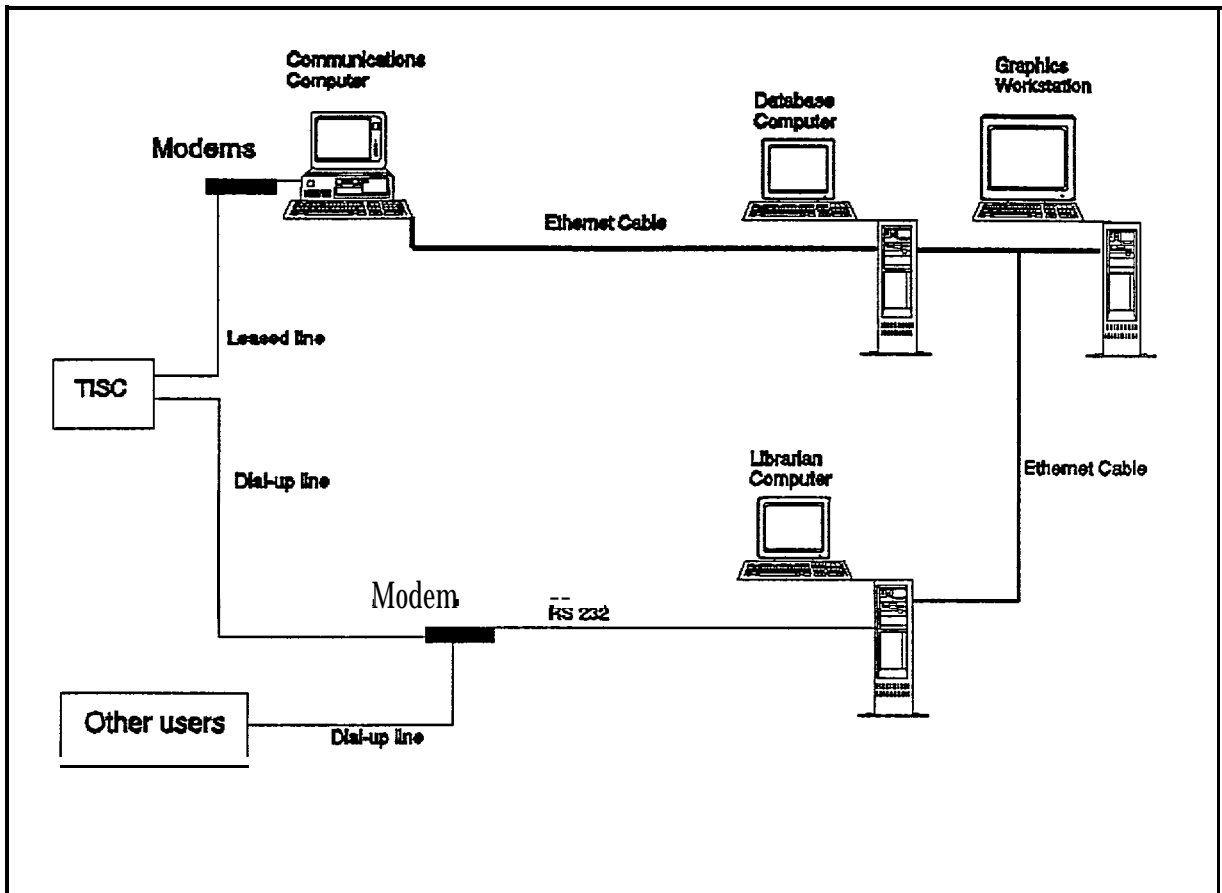 Communications
Computer
Graphics
Workstation
Database
Computer
Modems
Ethernet Cable
Leased line
TISC
Dial-up line
Librarian
Computer
Ethernet Cable
Modem
RS 232
Other users
Dial-up line